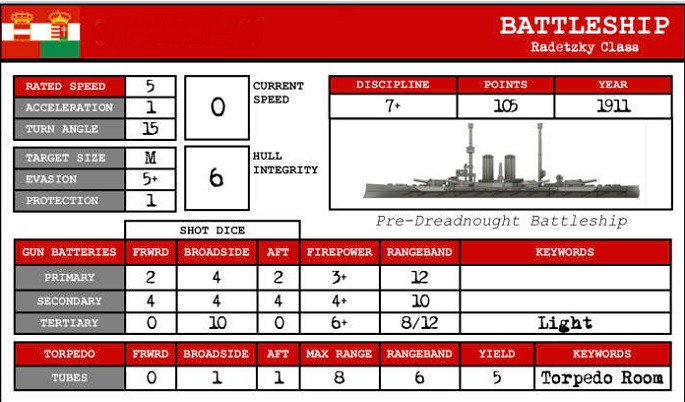 BATTLESHIP
Radetzky Class
RATED SPEED 5
ACCELERATION 1
TURN ANGLE 15
0 CURRENT SPEED
DISCIPLINE POINTS YEAR
7+ 105 1911
TARGET SIZE M
EVASION 5+
PROTECTION 1
6 HULL INTEGRITY
Pre-Dreadnought Battleship
SHOT DICE
GUN BATTERIES FRWRD BROADSIDE AFT FIREPOWER RANGEBAND KEYWORDS
PRIMARY 2 4 2 3+ 12
SECONDARY 4 4 4 4+ 10
TERTIARY 0 10 0 6+ 8/12 Light
TORPEDO FRWRD BROADSIDE AFT MAX RANGE RANGEBAND YIELD KEYWORDS
TUBES 0 1 1 8 6 5 Torpedo Room